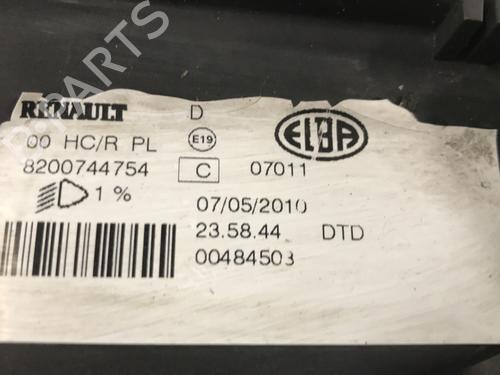 RENAULT D
00 HC/R PL E19 ELBA
8200744754 C 07011
1 %
07/05/2010
23.58.44 DTD
00484503